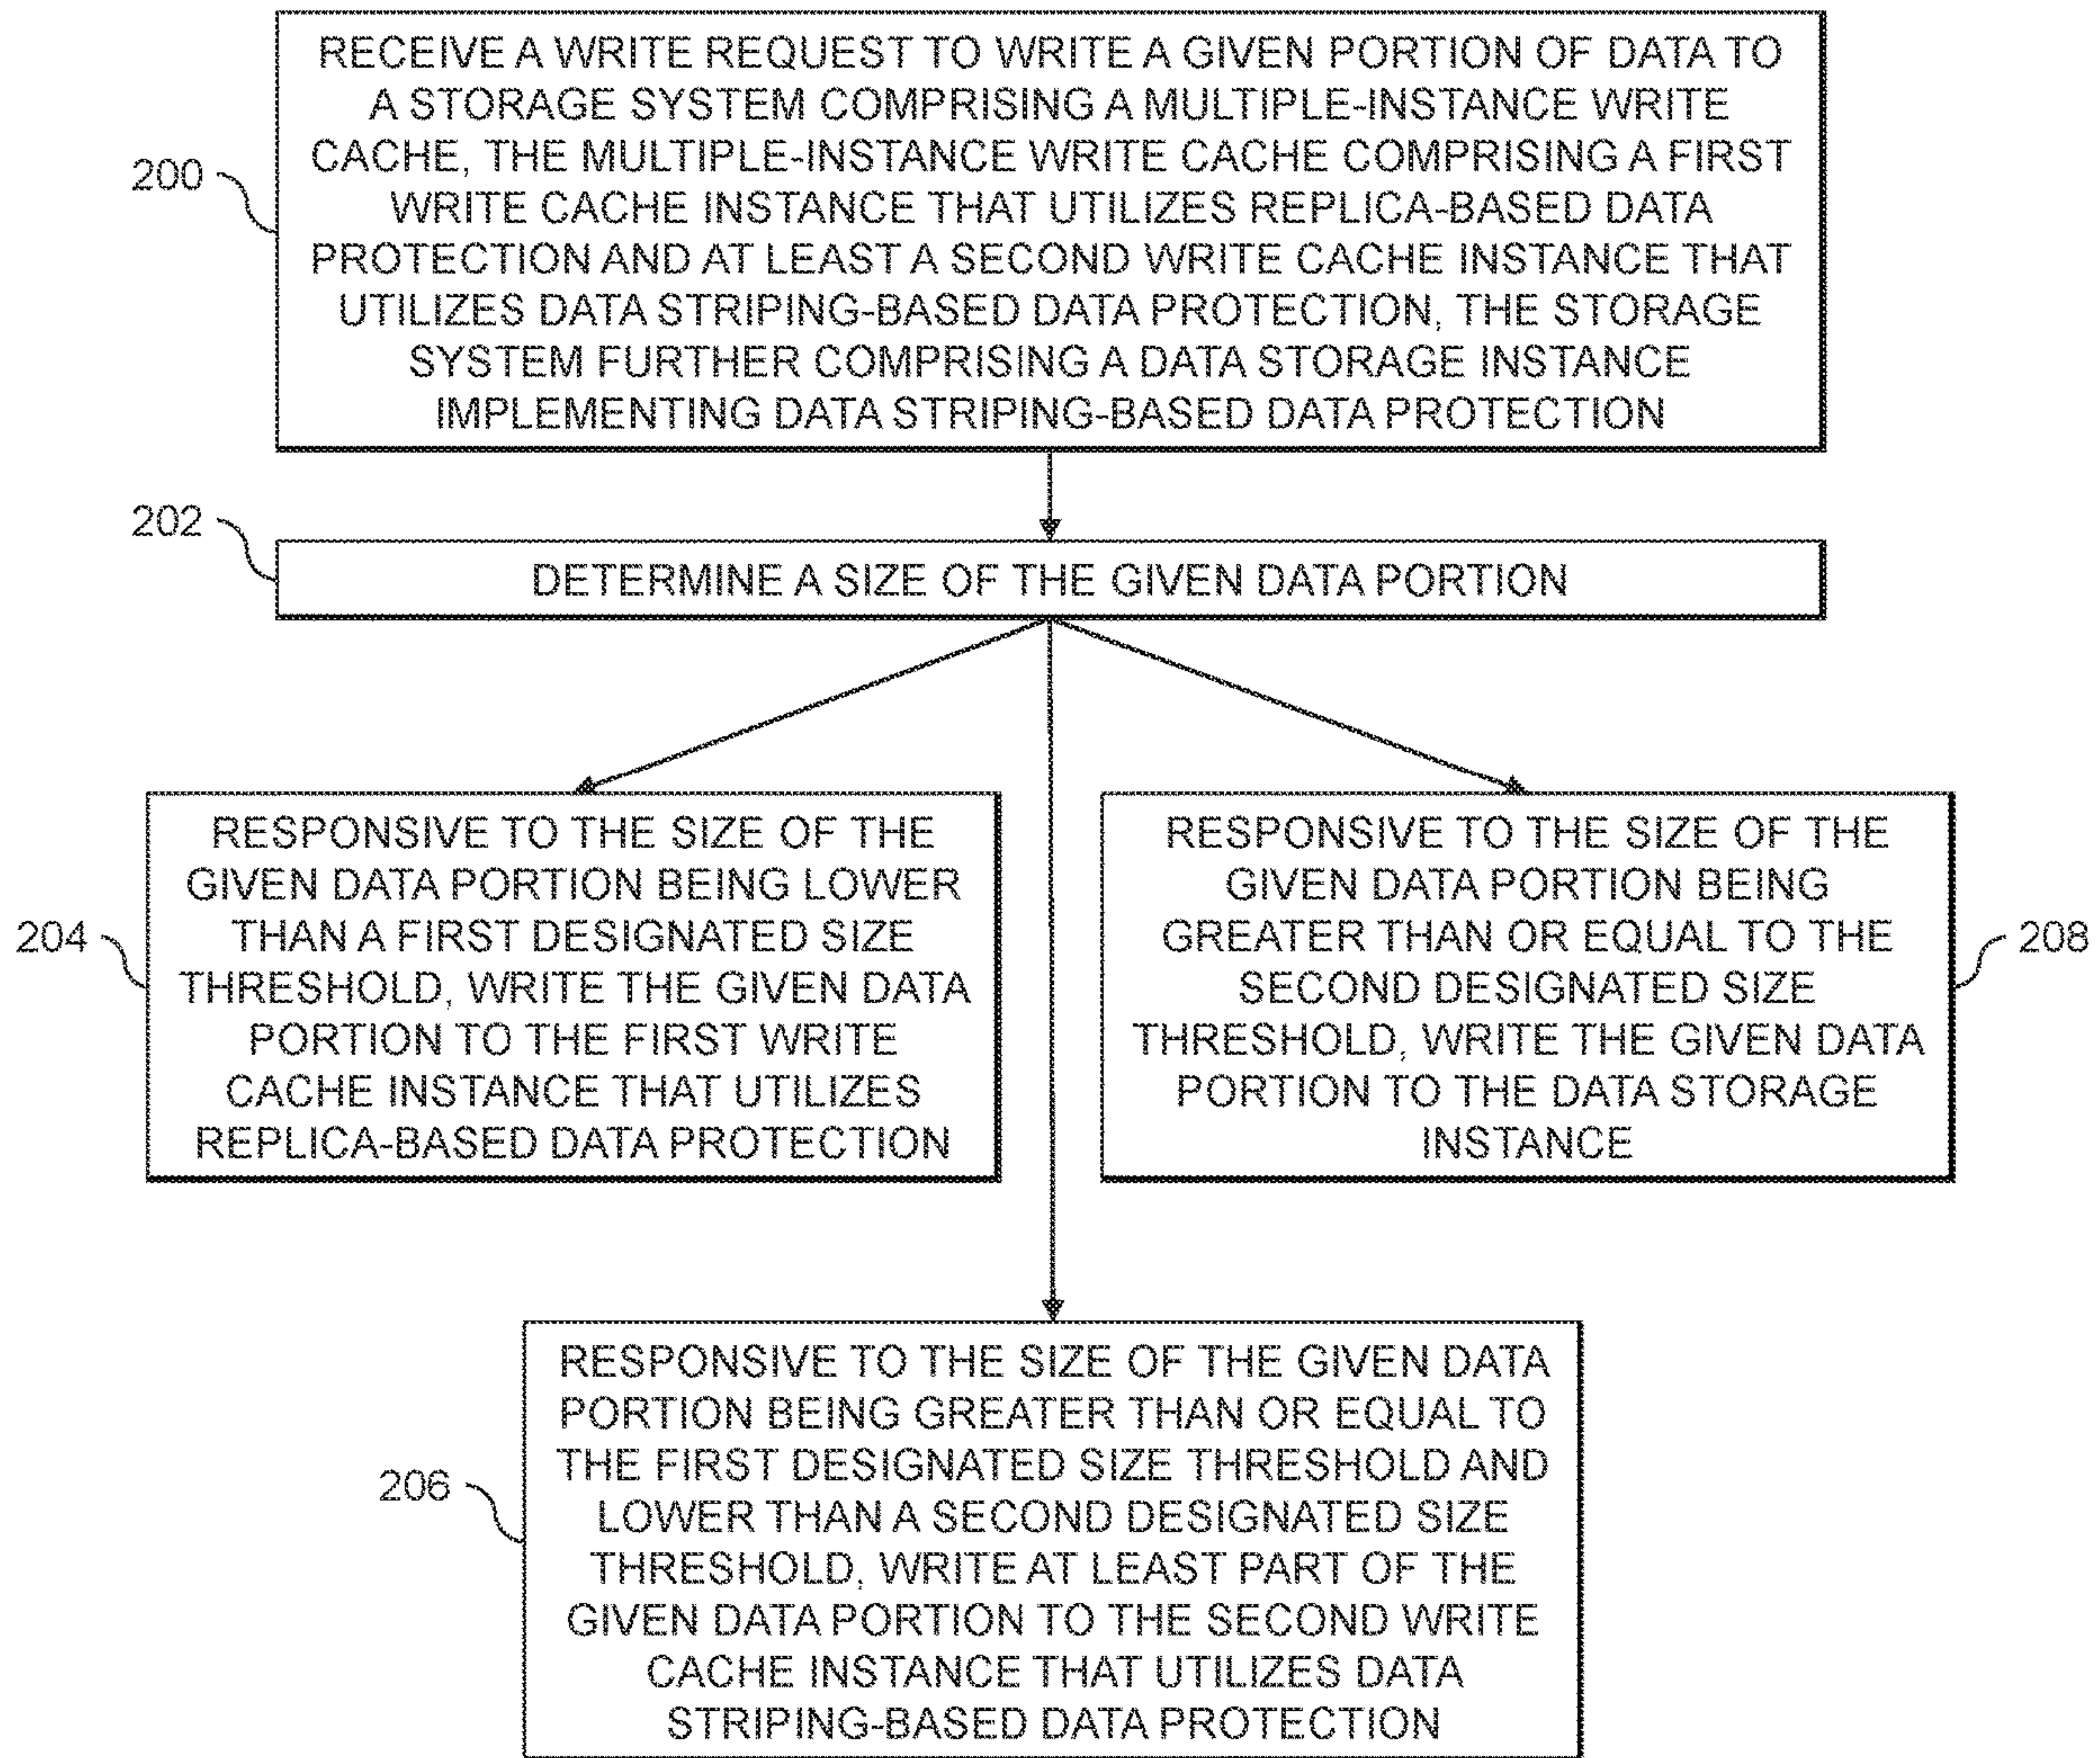 RECEIVE A WRITE REQUEST TO WRITE A GIVEN PORTION OF DATA TO
A STORAGE SYSTEM COMPRISING A MULTIPLE-INSTANCE WRITE
CACHE, THE MULTIPLE-INSTANCE WRITE CACHE COMPRISING A FIRST
WRITE CACHE INSTANCE THAT UTILIZES REPLICA-BASED DATA
PROTECTION AND AT LEAST A SECOND WRITE CACHE INSTANCE THAT
UTILIZES DATA STRIPING-BASED DATA PROTECTION, THE STORAGE
SYSTEM FURTHER COMPRISING A DATA STORAGE INSTANCE
IMPLEMENTING DATA STRIPING-BASED DATA PROTECTION
200
202
DETERMINE A SIZE OF THE GIVEN DATA PORTION
204
RESPONSIVE TO THE SIZE OF THE
GIVEN DATA PORTION BEING LOWER
THAN A FIRST DESIGNATED SIZE
THRESHOLD, WRITE THE GIVEN DATA
PORTION TO THE FIRST WRITE
CACHE INSTANCE THAT UTILIZES
REPLICA-BASED DATA PROTECTION
RESPONSIVE TO THE SIZE OF THE
GIVEN DATA PORTION BEING
GREATER THAN OR EQUAL TO THE
SECOND DESIGNATED SIZE
THRESHOLD, WRITE THE GIVEN DATA
PORTION TO THE DATA STORAGE
INSTANCE
208
206
RESPONSIVE TO THE SIZE OF THE GIVEN DATA
PORTION BEING GREATER THAN OR EQUAL TO
THE FIRST DESIGNATED SIZE THRESHOLD AND
LOWER THAN A SECOND DESIGNATED SIZE
THRESHOLD, WRITE AT LEAST PART OF THE
GIVEN DATA PORTION TO THE SECOND WRITE
CACHE INSTANCE THAT UTILIZES DATA
STRIPING-BASED DATA PROTECTION